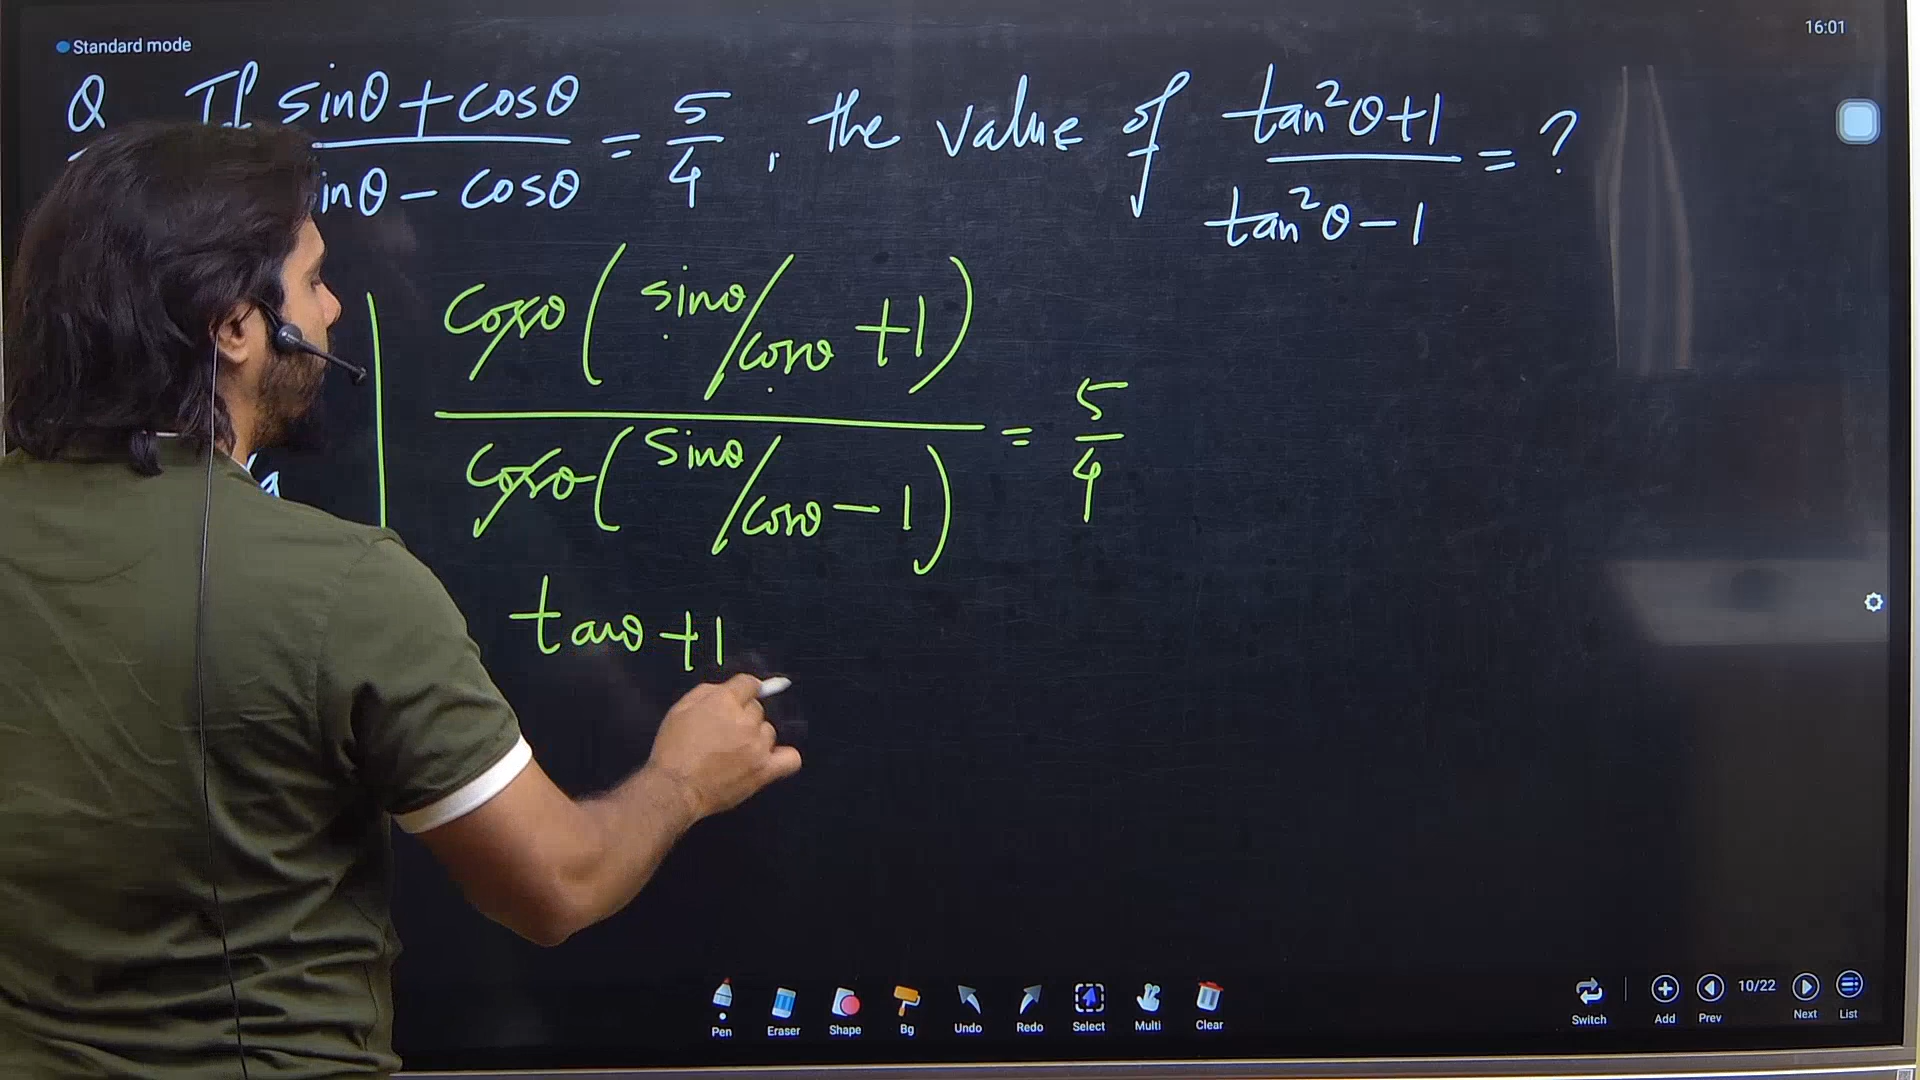 Standard mode
16:01
Q If sinθ + cosθ / inθ - cosθ = 5/4, the value of tan²θ+1 / tan²θ-1 = ?
cosθ ( sinθ/cosθ +1) / cosθ ( sinθ/cosθ - 1) = 5/4
tanθ +1
Pen Eraser Shape Bg Undo Redo Select Multi Clear Switch Add Prev 10/22 Next List